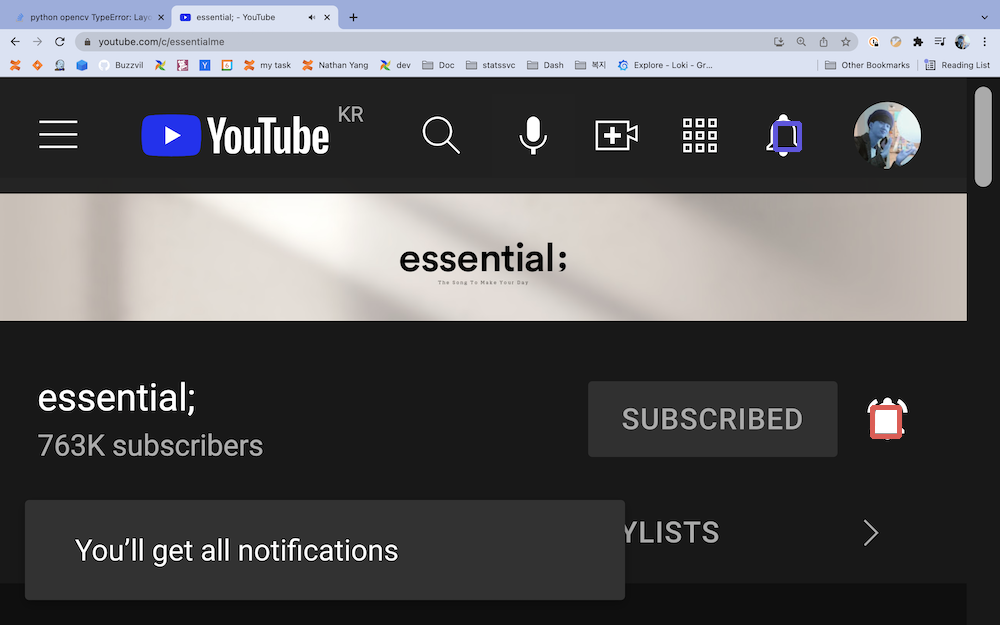 python opencv TypeError: Layo
essential; - YouTube
youtube.com/c/essentialme
Buzzvil
my task
Nathan Yang
dev
Doc
statssvc
Dash
복지
Explore - Loki - Gr...
Other Bookmarks
Reading List
YouTube KR
essential;
The Song To Make Your Day
essential;
763K subscribers
SUBSCRIBED
YLISTS
You'll get all notifications